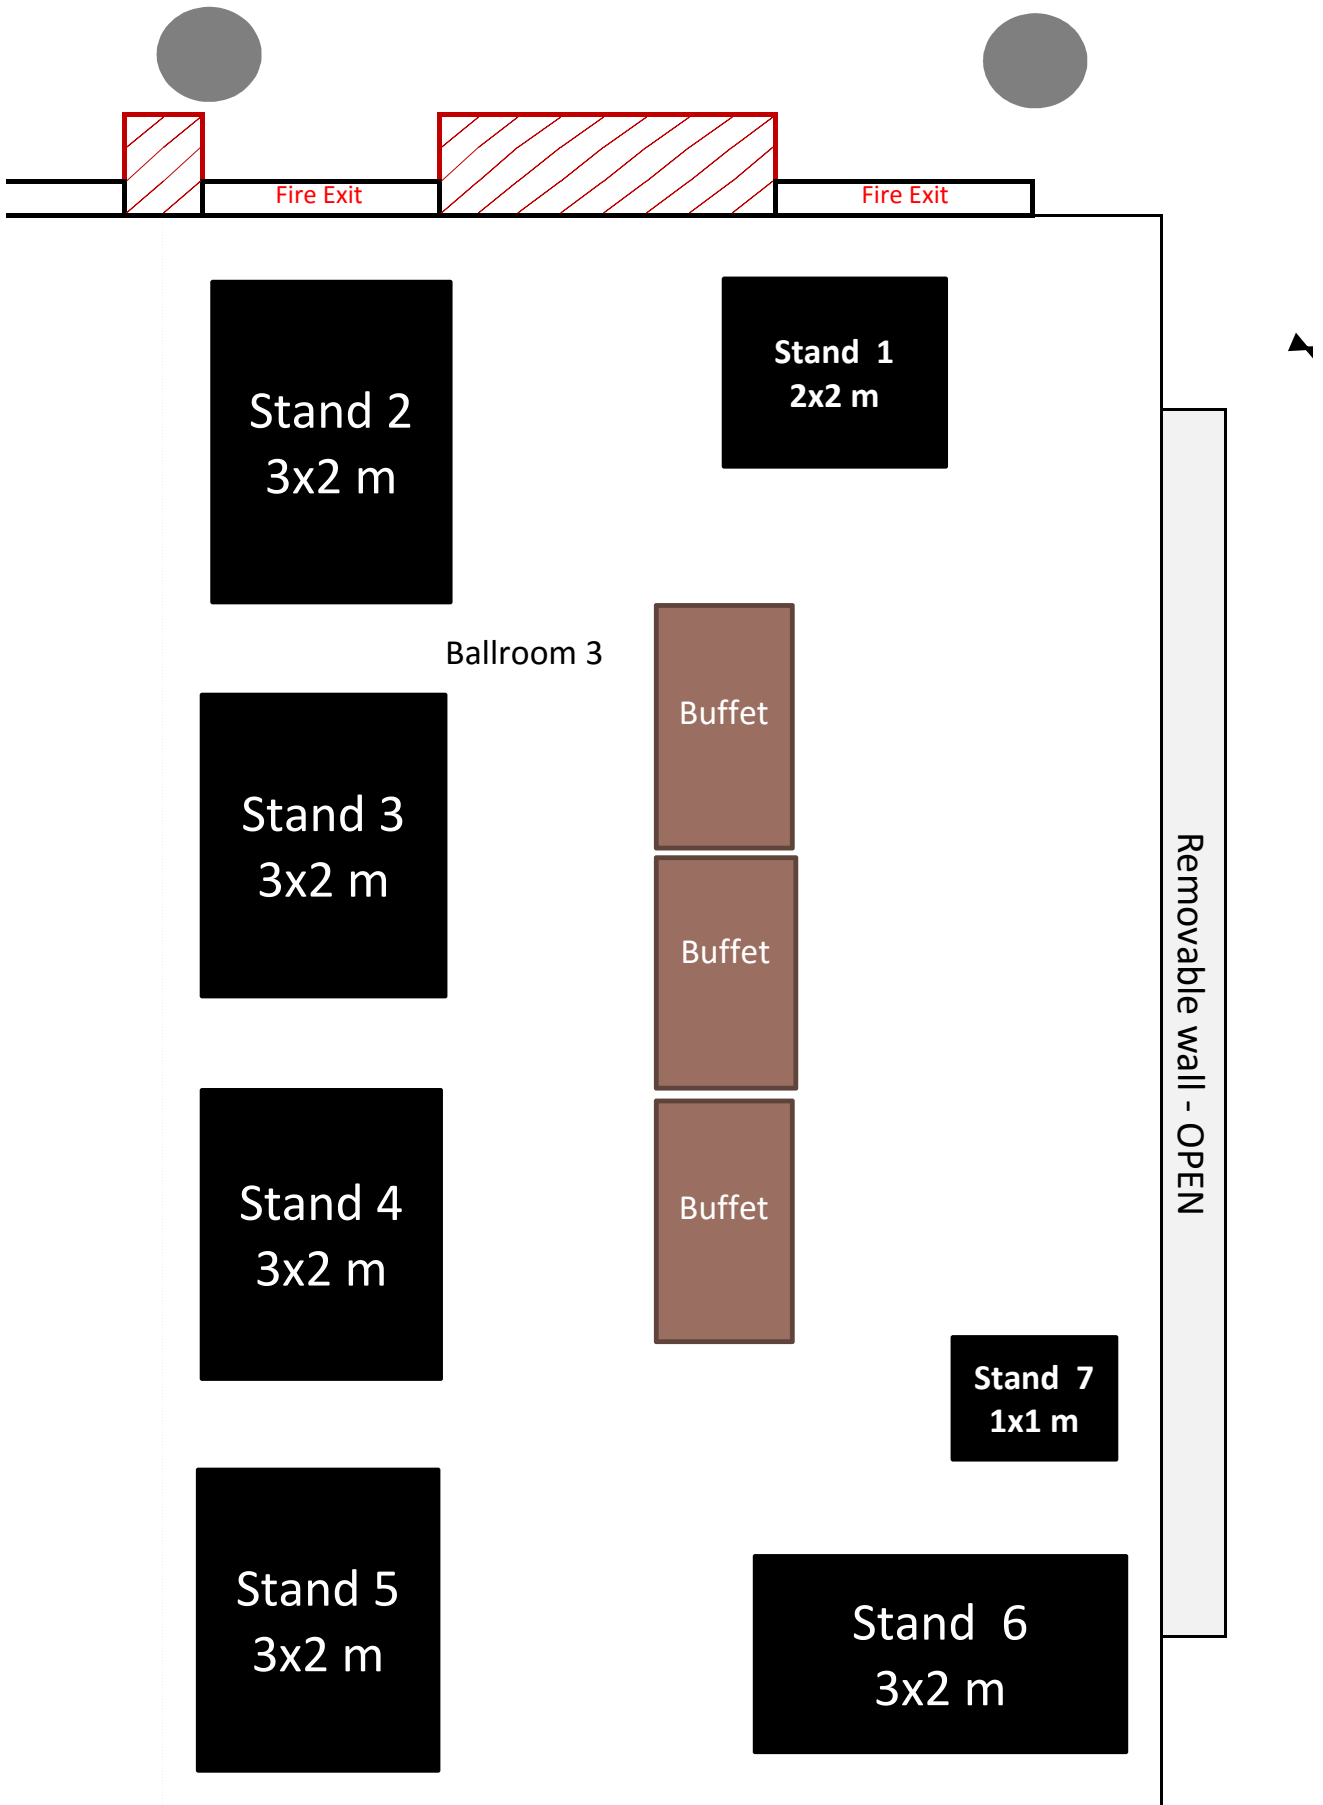 Fire Exit
Fire Exit
Stand 1
2x2 m
Stand 2
3x2 m
Ballroom 3
Buffet
Stand 3
3x2 m
Buffet
Removable wall - OPEN
Stand 4
3x2 m
Buffet
Stand 7
1x1 m
Stand 5
3x2 m
Stand 6
3x2 m